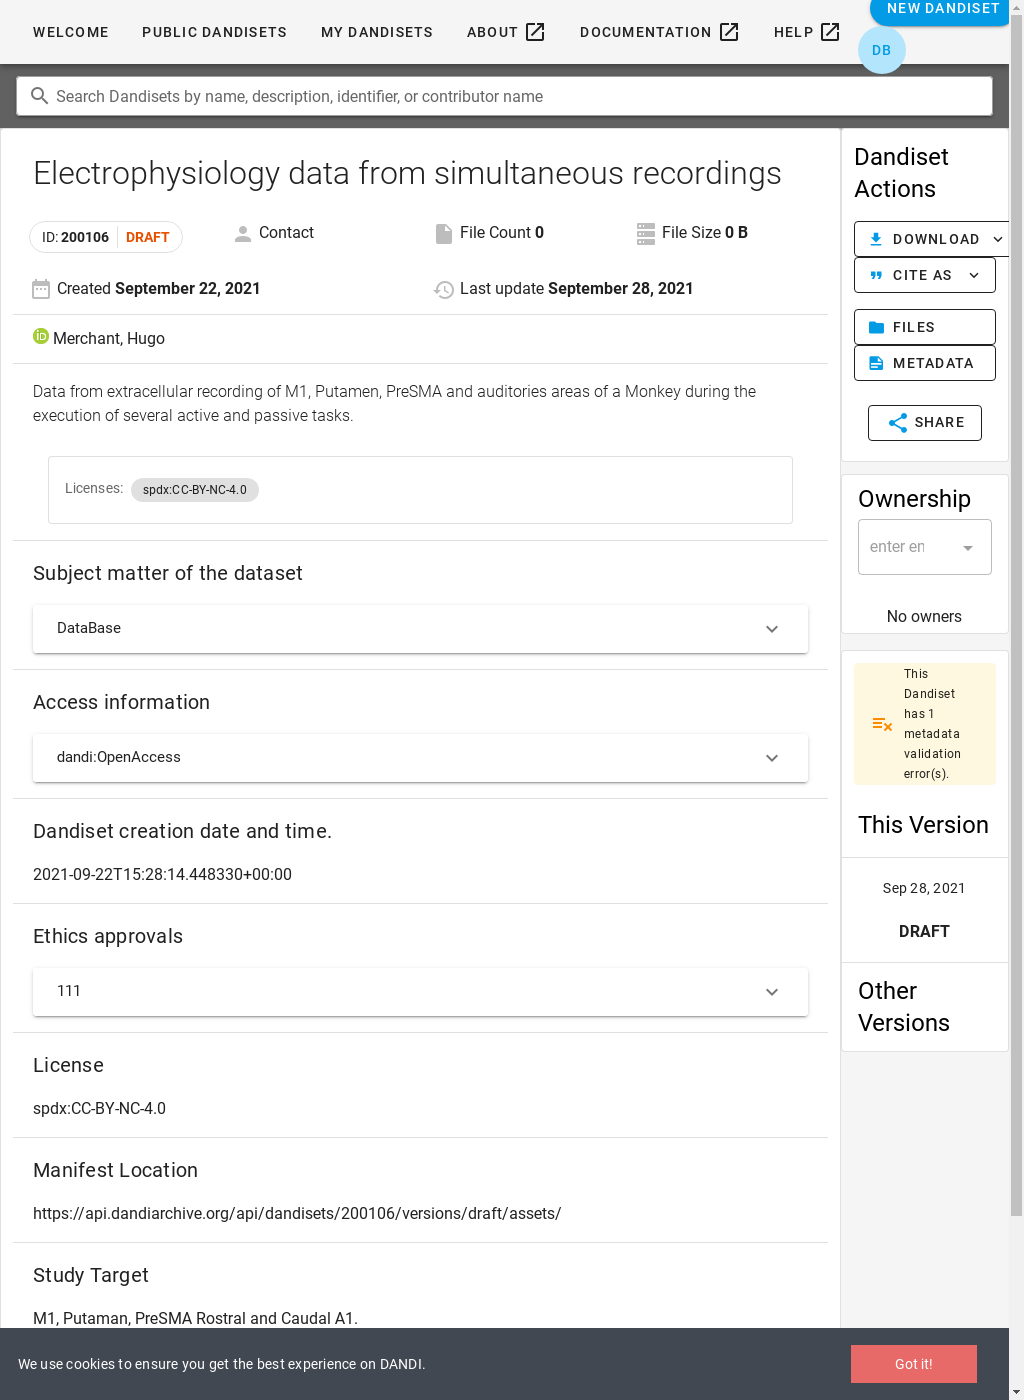 WELCOME
PUBLIC DANDISETS
MY DANDISETS
ABOUT
DOCUMENTATION
HELP
NEW DANDISET
DB
Search Dandisets by name, description, identifier, or contributor name
Electrophysiology data from simultaneous recordings
ID: 200106 DRAFT
Contact
File Count 0
File Size 0 B
Created September 22, 2021
Last update September 28, 2021
iD Merchant, Hugo
Data from extracellular recording of M1, Putamen, PreSMA and auditories areas of a Monkey during the
execution of several active and passive tasks.
Licenses: spdx:CC-BY-NC-4.0
Subject matter of the dataset
DataBase
Access information
dandi:OpenAccess
Dandiset creation date and time.
2021-09-22T15:28:14.448330+00:00
Ethics approvals
111
License
spdx:CC-BY-NC-4.0
Manifest Location
https://api.dandiarchive.org/api/dandisets/200106/versions/draft/assets/
Study Target
M1, Putaman, PreSMA Rostral and Caudal A1.
Dandiset
Actions
DOWNLOAD
CITE AS
FILES
METADATA
SHARE
Ownership
enter en
No owners
This
Dandiset
has 1
metadata
validation
error(s).
This Version
Sep 28, 2021
DRAFT
Other
Versions
We use cookies to ensure you get the best experience on DANDI.
Got it!